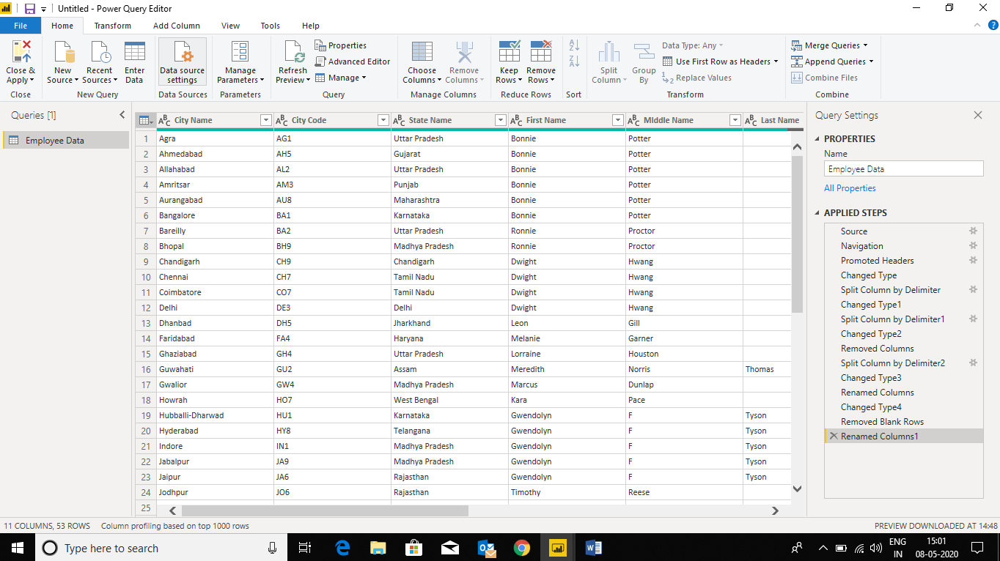 Untitled - Power Query Editor
File Home Transform Add Column View Tools Help
Close & Apply
New Source
Recent Sources
Enter Data
Data source settings
Manage Parameters
Refresh Preview
Properties
Advanced Editor
Manage
Choose Columns
Remove Columns
Keep Rows
Remove Rows
Split Column
Group By
Data Type: Any
Use First Row as Headers
Replace Values
Merge Queries
Append Queries
Combine Files
Close New Query Data Sources Parameters Query Manage Columns Reduce Rows Sort Transform Combine
Queries [1]
Employee Data
ABC City Name ABC City Code ABC State Name ABC First Name ABC MIddle Name ABC Last Name
1 Agra AG1 Uttar Pradesh Bonnie Potter
2 Ahmedabad AH5 Gujarat Bonnie Potter
3 Allahabad AL2 Uttar Pradesh Bonnie Potter
4 Amritsar AM3 Punjab Bonnie Potter
5 Aurangabad AU8 Maharashtra Bonnie Potter
6 Bangalore BA1 Karnataka Bonnie Potter
7 Bareilly BA2 Uttar Pradesh Ronnie Proctor
8 Bhopal BH9 Madhya Pradesh Ronnie Proctor
9 Chandigarh CH9 Chandigarh Dwight Hwang
10 Chennai CH7 Tamil Nadu Dwight Hwang
11 Coimbatore CO7 Tamil Nadu Dwight Hwang
12 Delhi DE3 Delhi Dwight Hwang
13 Dhanbad DH5 Jharkhand Leon Gill
14 Faridabad FA4 Haryana Melanie Garner
15 Ghaziabad GH4 Uttar Pradesh Lorraine Houston
16 Guwahati GU2 Assam Meredith Norris Thomas
17 Gwalior GW4 Madhya Pradesh Marcus Dunlap
18 Howrah HO7 West Bengal Kara Pace
19 Hubballi-Dharwad HU1 Karnataka Gwendolyn F Tyson
20 Hyderabad HY8 Telangana Gwendolyn F Tyson
21 Indore IN1 Madhya Pradesh Gwendolyn F Tyson
22 Jabalpur JA9 Madhya Pradesh Gwendolyn F Tyson
23 Jaipur JA6 Rajasthan Gwendolyn F Tyson
24 Jodhpur JO6 Rajasthan Timothy Reese
25
Query Settings
PROPERTIES
Name
Employee Data
All Properties
APPLIED STEPS
Source
Navigation
Promoted Headers
Changed Type
Split Column by Delimiter
Changed Type1
Split Column by Delimiter1
Changed Type2
Removed Columns
Split Column by Delimiter2
Changed Type3
Renamed Columns
Changed Type4
Removed Blank Rows
Renamed Columns1
11 COLUMNS, 53 ROWS Column profiling based on top 1000 rows
PREVIEW DOWNLOADED AT 14:48
Type here to search
ENG IN
15:01
08-05-2020